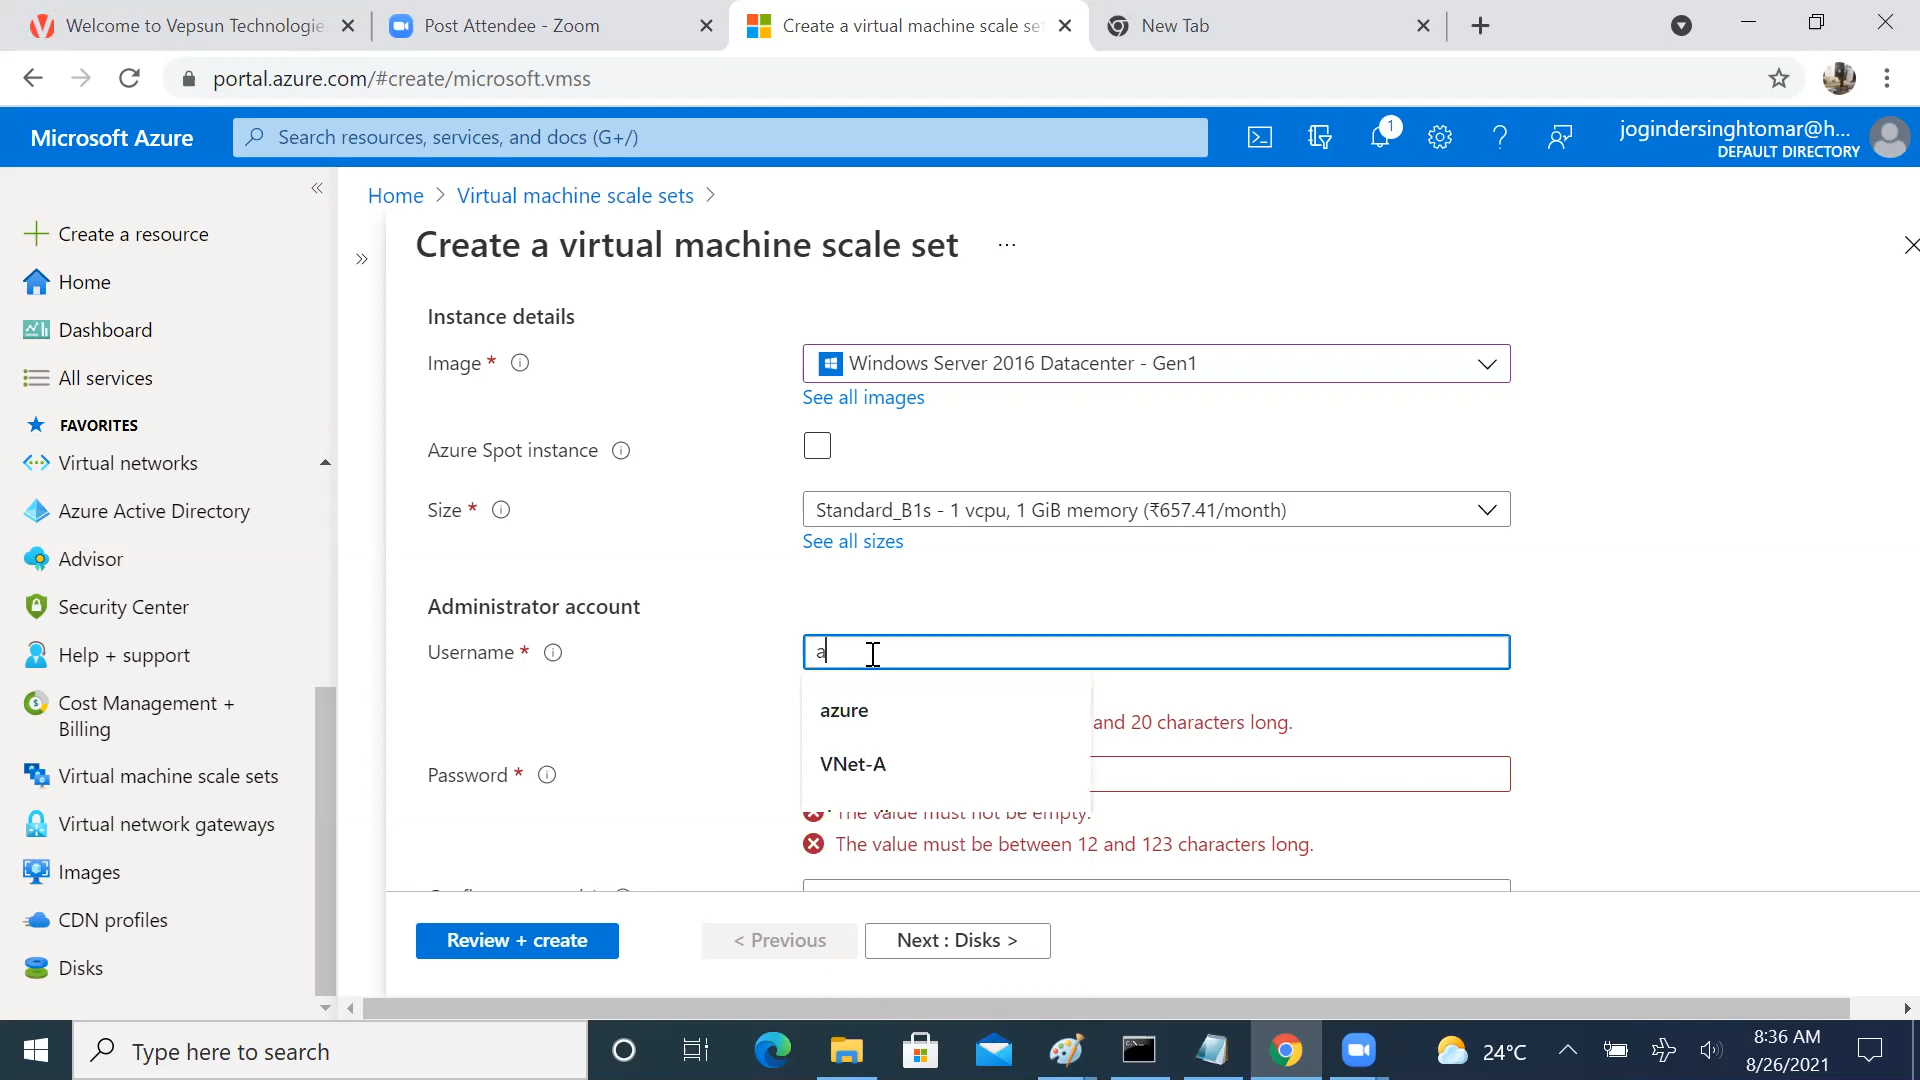 Welcome to Vepsun Technologie
Post Attendee - Zoom
Create a virtual machine scale se
New Tab
portal.azure.com/#create/microsoft.vmss
Microsoft Azure
Search resources, services, and docs (G+/)
1
jogindersinghtomar@h...
DEFAULT DIRECTORY
Home > Virtual machine scale sets >
Create a virtual machine scale set ...
Create a resource
Home
Dashboard
All services
FAVORITES
Virtual networks
Azure Active Directory
Advisor
Security Center
Help + support
Cost Management +
Billing
Virtual machine scale sets
Virtual network gateways
Images
CDN profiles
Disks
Instance details
Image *
Windows Server 2016 Datacenter - Gen1
See all images
Azure Spot instance
Size *
Standard_B1s - 1 vcpu, 1 GiB memory (₹657.41/month)
See all sizes
Administrator account
Username *
a
azure
VNet-A
and 20 characters long.
Password *
The value must not be empty.
The value must be between 12 and 123 characters long.
Review + create
< Previous
Next : Disks >
Type here to search
24°C
8:36 AM
8/26/2021